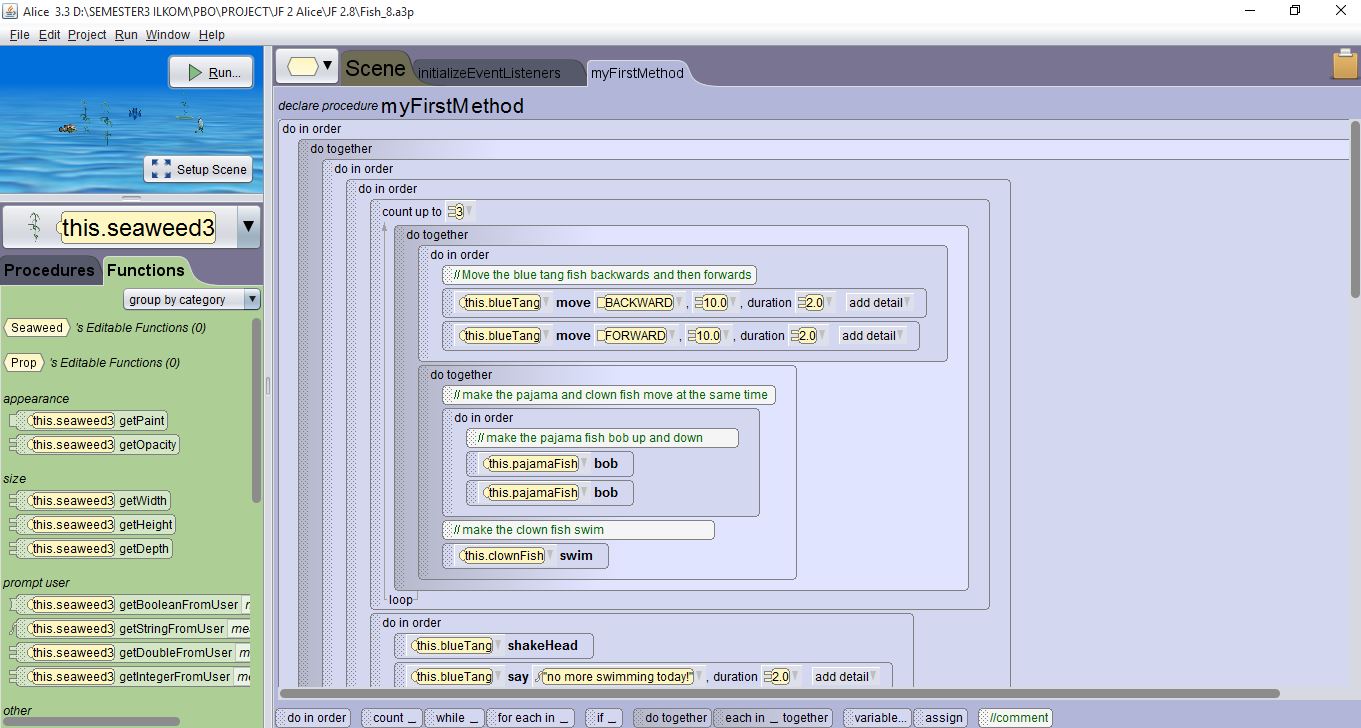 Alice 3.3 D:\SEMESTER3 ILKOM\PBO\PROJECT\JF 2 Alice\JF 2.8\Fish_8.a3p
File Edit Project Run Window Help
Run...
Setup Scene
this.seaweed3
Procedures Functions
group by category
Seaweed 's Editable Functions (0)
Prop 's Editable Functions (0)
appearance
this.seaweed3 getPaint
this.seaweed3 getOpacity
size
this.seaweed3 getWidth
this.seaweed3 getHeight
this.seaweed3 getDepth
prompt user
this.seaweed3 getBooleanFromUser
this.seaweed3 getStringFromUser me
this.seaweed3 getDoubleFromUser m
this.seaweed3 getIntegerFromUser me
other
Scene initializeEventListeners myFirstMethod
declare procedure myFirstMethod
do in order
do together
do in order
do in order
count up to 3
do together
do in order
//Move the blue tang fish backwards and then forwards
this.blueTang move BACKWARD , 10.0 , duration 2.0 add detail
this.blueTang move FORWARD , 10.0 , duration 2.0 add detail
do together
// make the pajama and clown fish move at the same time
do in order
// make the pajama fish bob up and down
this.pajamaFish bob
this.pajamaFish bob
// make the clown fish swim
this.clownFish swim
loop
do in order
this.blueTang shakeHead
this.blueTang say "no more swimming today!" , duration 2.0 add detail
do in order count _ while _ for each in _ if _ do together each in _ together variable... assign //comment